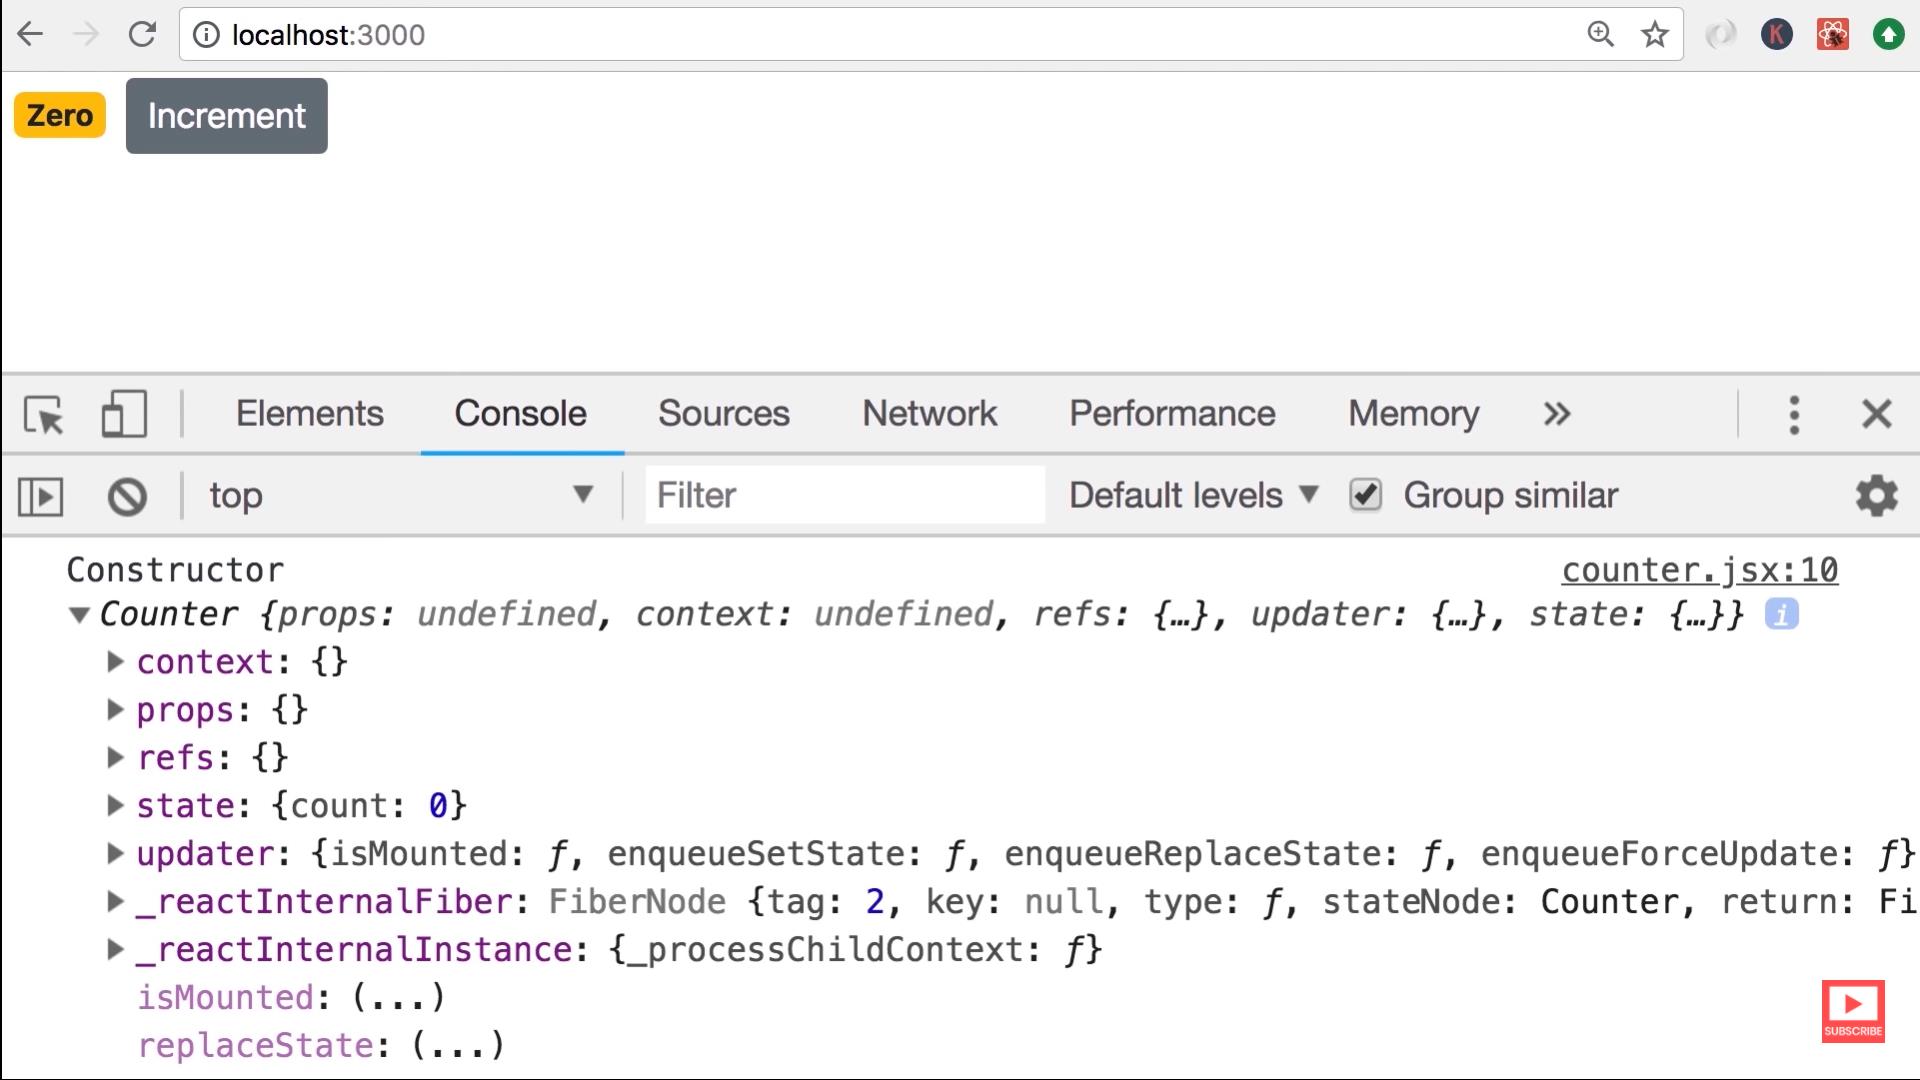 localhost:3000
K
Zero Increment
Elements Console Sources Network Performance Memory »
top Filter Default levels Group similar
Constructor counter.jsx:10
Counter {props: undefined, context: undefined, refs: {…}, updater: {…}, state: {…}} i
context: {}
props: {}
refs: {}
state: {count: 0}
updater: {isMounted: ƒ, enqueueSetState: ƒ, enqueueReplaceState: ƒ, enqueueForceUpdate: ƒ}
_reactInternalFiber: FiberNode {tag: 2, key: null, type: ƒ, stateNode: Counter, return: Fi
_reactInternalInstance: {_processChildContext: ƒ}
isMounted: (...)
replaceState: (...)
SUBSCRIBE